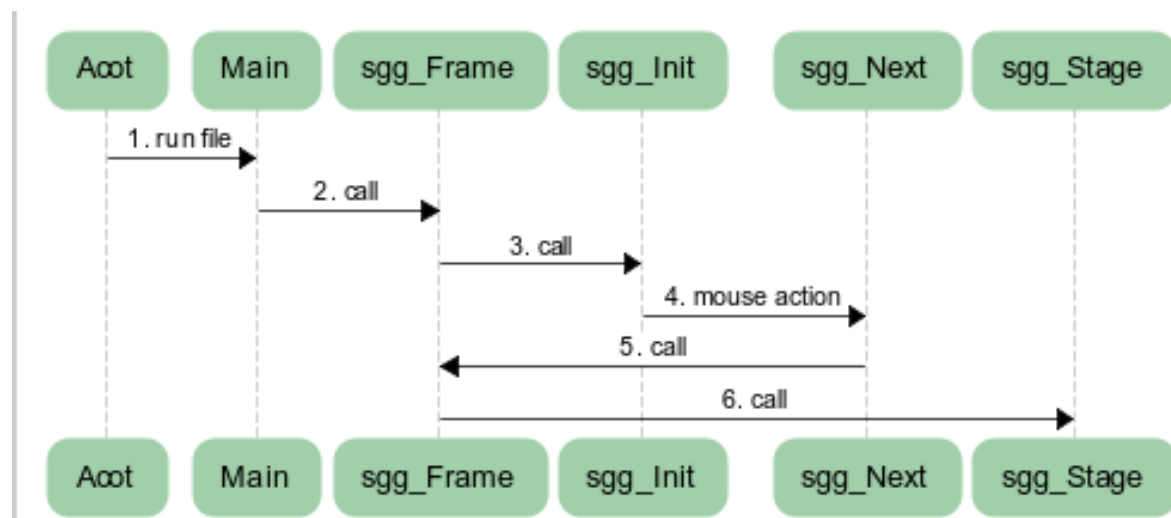 Acot Main sgg_Frame sgg_Init sgg_Next sgg_Stage
1. run file
2. call
3. call
4. mouse action
5. call
6. call
Acot Main sgg_Frame sgg_Init sgg_Next sgg_Stage